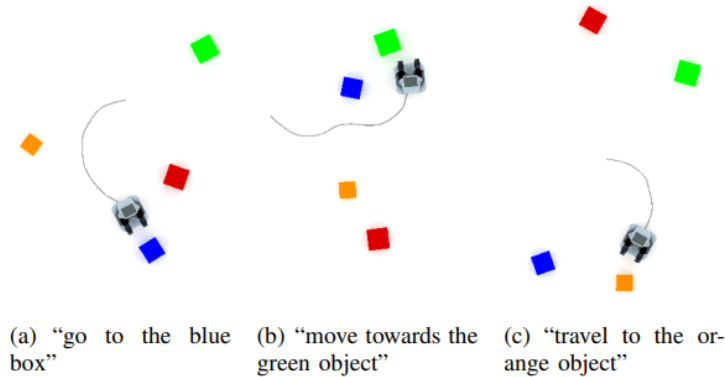 (a) “go to the blue
box”
(b) “move towards the
green object”
(c) “travel to the or-
ange object”